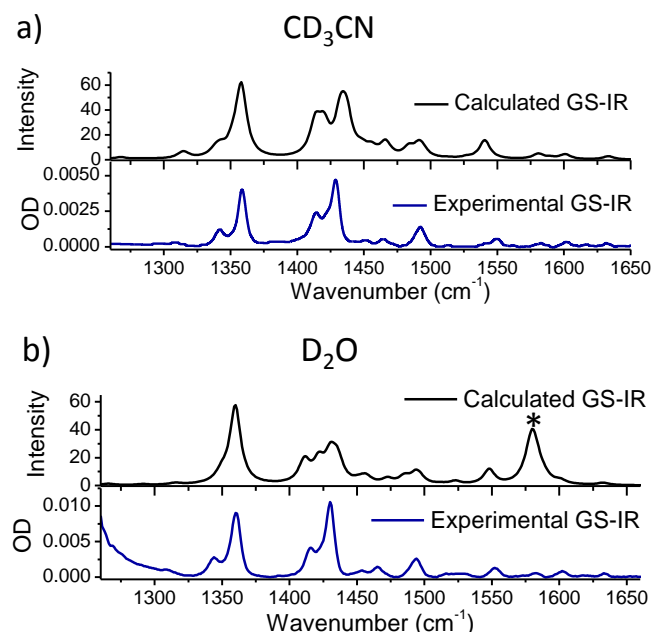 a)
CD₃CN
Intensity
60
40
20
0
Calculated GS-IR
OD
0.0050
0.0025
0.0000
Experimental GS-IR
1300 1350 1400 1450 1500 1550 1600 1650
Wavenumber (cm⁻¹)
b)
D₂O
Intensity
60
40
20
0
Calculated GS-IR
*
OD
0.010
0.005
0.000
Experimental GS-IR
1300 1350 1400 1450 1500 1550 1600 1650
Wavenumber (cm⁻¹)